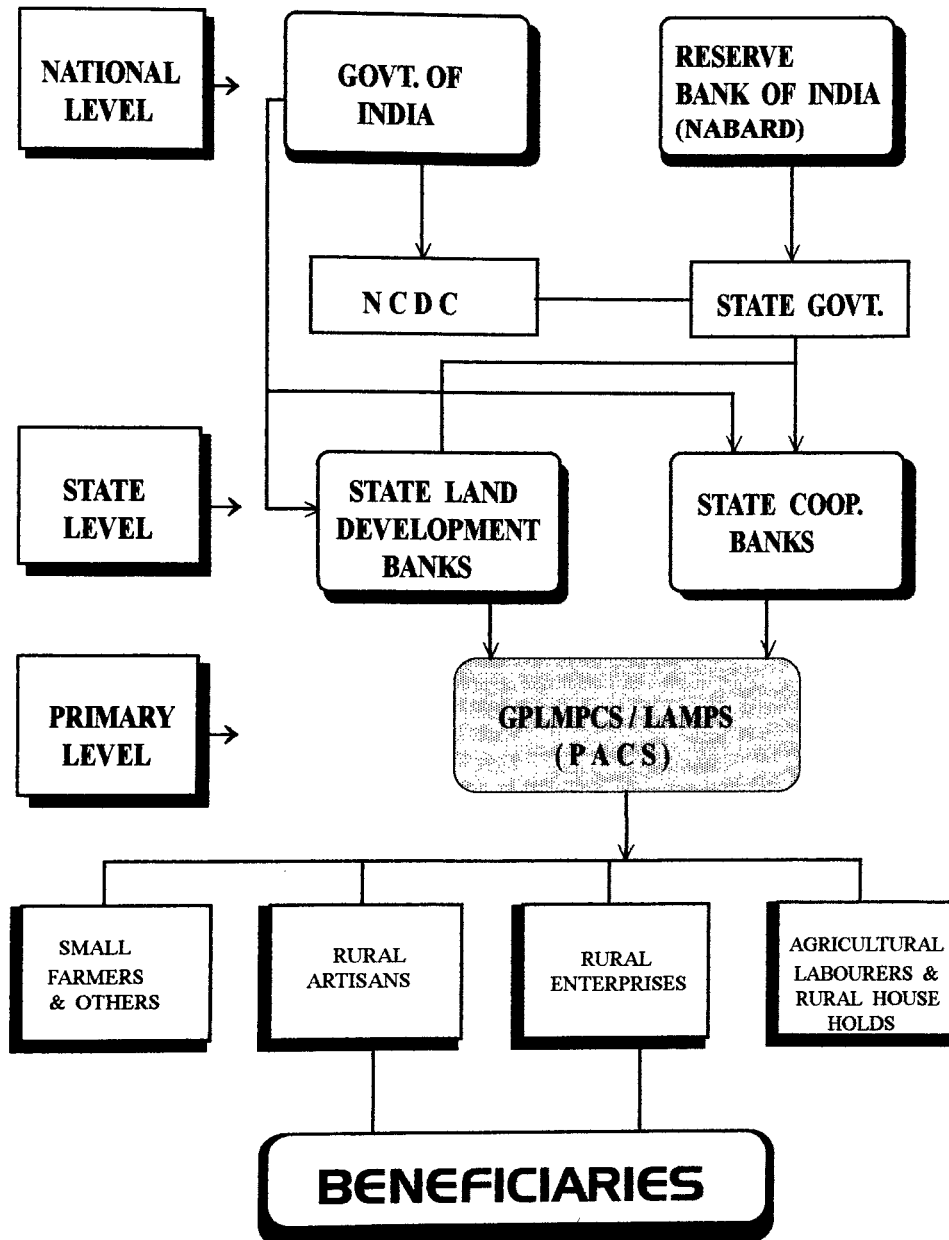 NATIONAL
LEVEL
GOVT. OF
INDIA
RESERVE
BANK OF INDIA
(NABARD)
N C D C
STATE GOVT.
STATE
LEVEL
STATE LAND
DEVELOPMENT
BANKS
STATE COOP.
BANKS
PRIMARY
LEVEL
GPLMPCS / LAMPS
( P A C S )
SMALL
FARMERS
& OTHERS
RURAL
ARTISANS
RURAL
ENTERPRISES
AGRICULTURAL
LABOURERS &
RURAL HOUSE
HOLDS
BENEFICIARIES